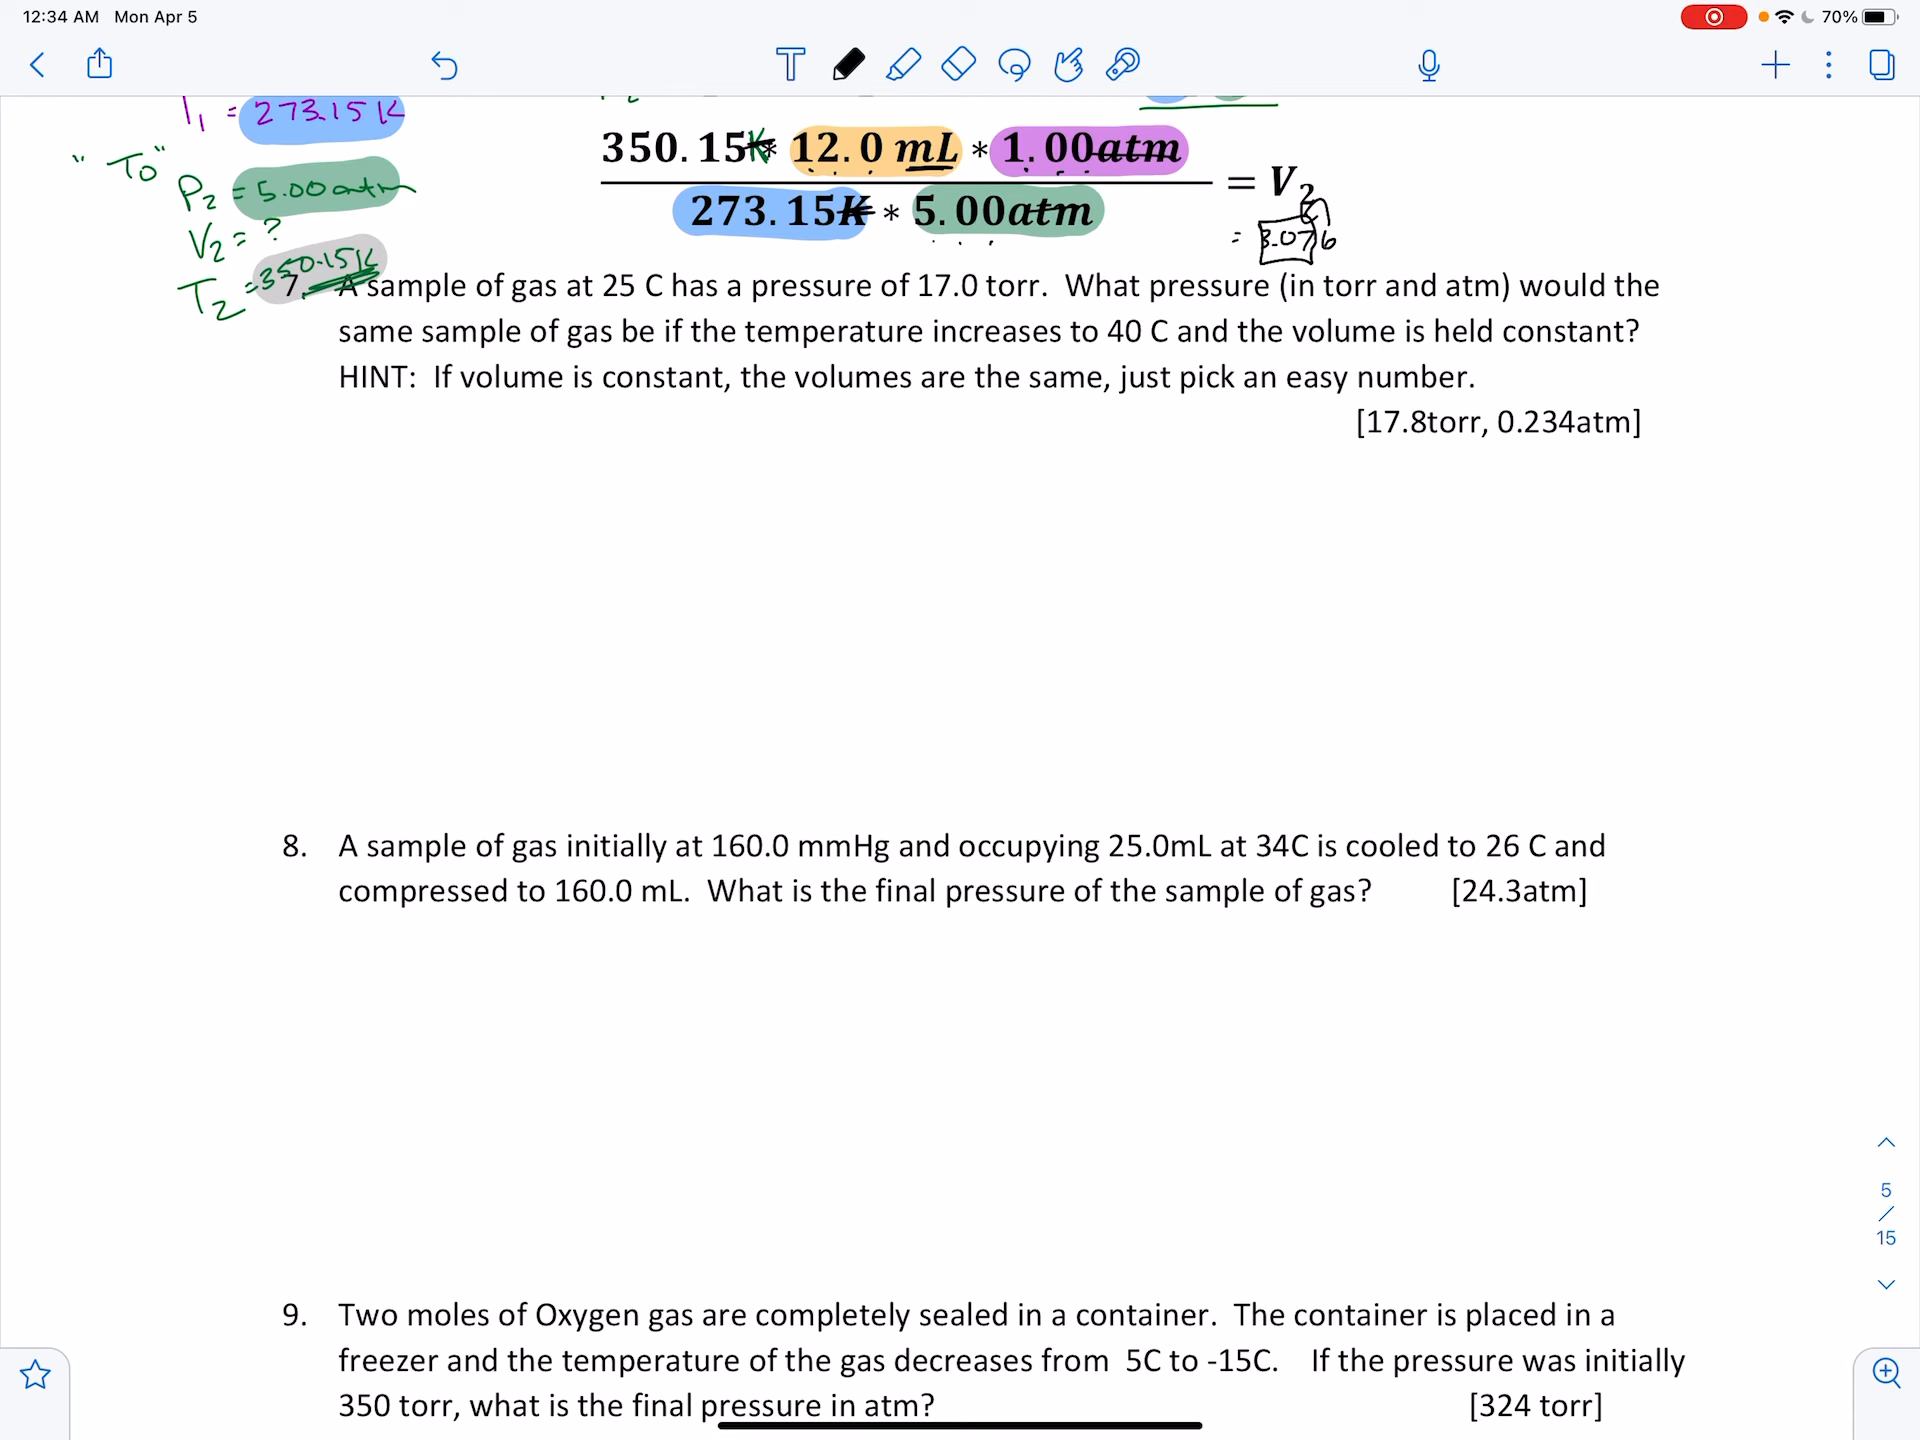 12:34 AM Mon Apr 5
70%
T₁ = 273.15 K
"To"
P₂ = 5.00 atm
V₂ = ?
T₂ = 350.15 K
350.15K * 12.0 mL * 1.00atm
273.15K * 5.00atm
= V₂
= 3.076
7. A sample of gas at 25 C has a pressure of 17.0 torr. What pressure (in torr and atm) would the
same sample of gas be if the temperature increases to 40 C and the volume is held constant?
HINT: If volume is constant, the volumes are the same, just pick an easy number.
[17.8torr, 0.234atm]
8. A sample of gas initially at 160.0 mmHg and occupying 25.0mL at 34C is cooled to 26 C and
compressed to 160.0 mL. What is the final pressure of the sample of gas? [24.3atm]
9. Two moles of Oxygen gas are completely sealed in a container. The container is placed in a
freezer and the temperature of the gas decreases from 5C to -15C. If the pressure was initially
350 torr, what is the final pressure in atm? [324 torr]
5
/
15